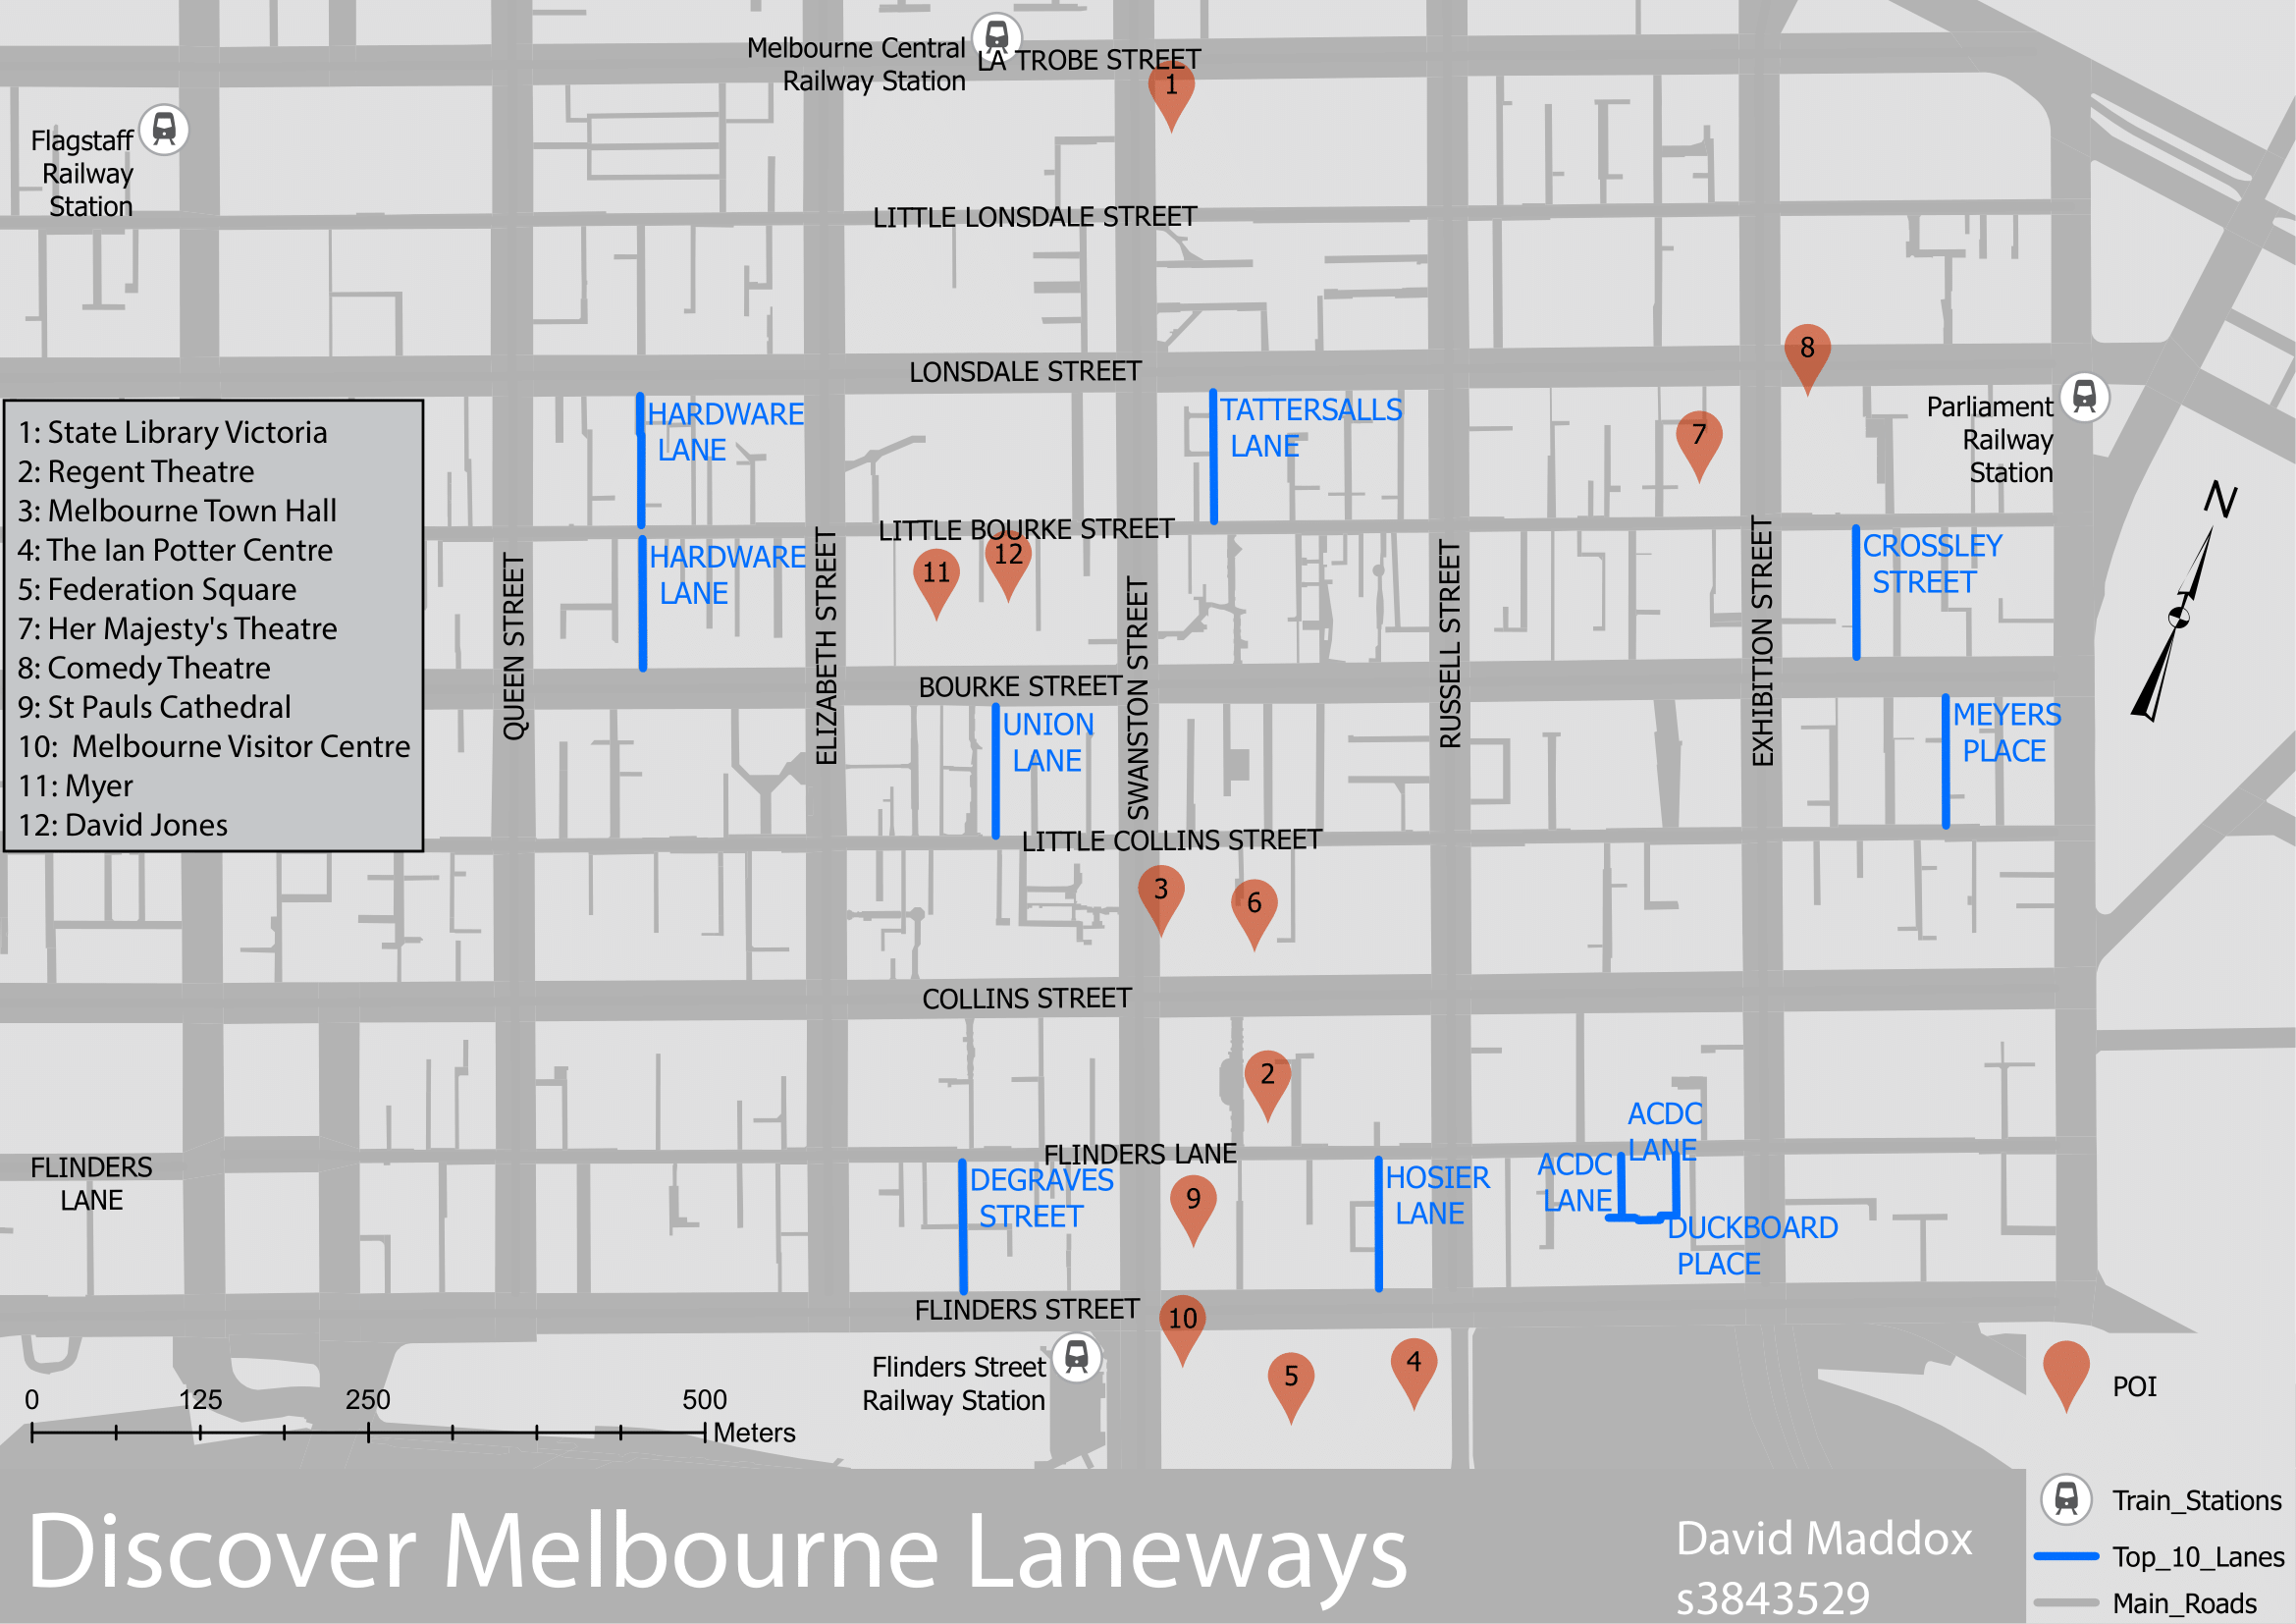 Melbourne Central
Railway Station
LA TROBE STREET
1
Flagstaff
Railway
Station
LITTLE LONSDALE STREET
LONSDALE STREET
8
Parliament
Railway
Station
1: State Library Victoria
2: Regent Theatre
3: Melbourne Town Hall
4: The Ian Potter Centre
5: Federation Square
7: Her Majesty's Theatre
8: Comedy Theatre
9: St Pauls Cathedral
10:  Melbourne Visitor Centre
11: Myer
12: David Jones
HARDWARE
LANE
TATTERSALLS
LANE
7
N
LITTLE BOURKE STREET
HARDWARE
LANE
11
12
CROSSLEY
STREET
QUEEN STREET
ELIZABETH STREET
SWANSTON STREET
RUSSELL STREET
EXHIBITION STREET
BOURKE STREET
UNION
LANE
MEYERS
PLACE
LITTLE COLLINS STREET
3
6
COLLINS STREET
2
ACDC
LANE
FLINDERS LANE
FLINDERS
LANE
DEGRAVES
STREET
9
HOSIER
LANE
ACDC
LANE
DUCKBOARD
PLACE
FLINDERS STREET
10
Flinders Street
Railway Station
5
4
POI
0 125 250 500
Meters
Discover Melbourne Laneways
David Maddox
s3843529
Train_Stations
Top_10_Lanes
Main_Roads